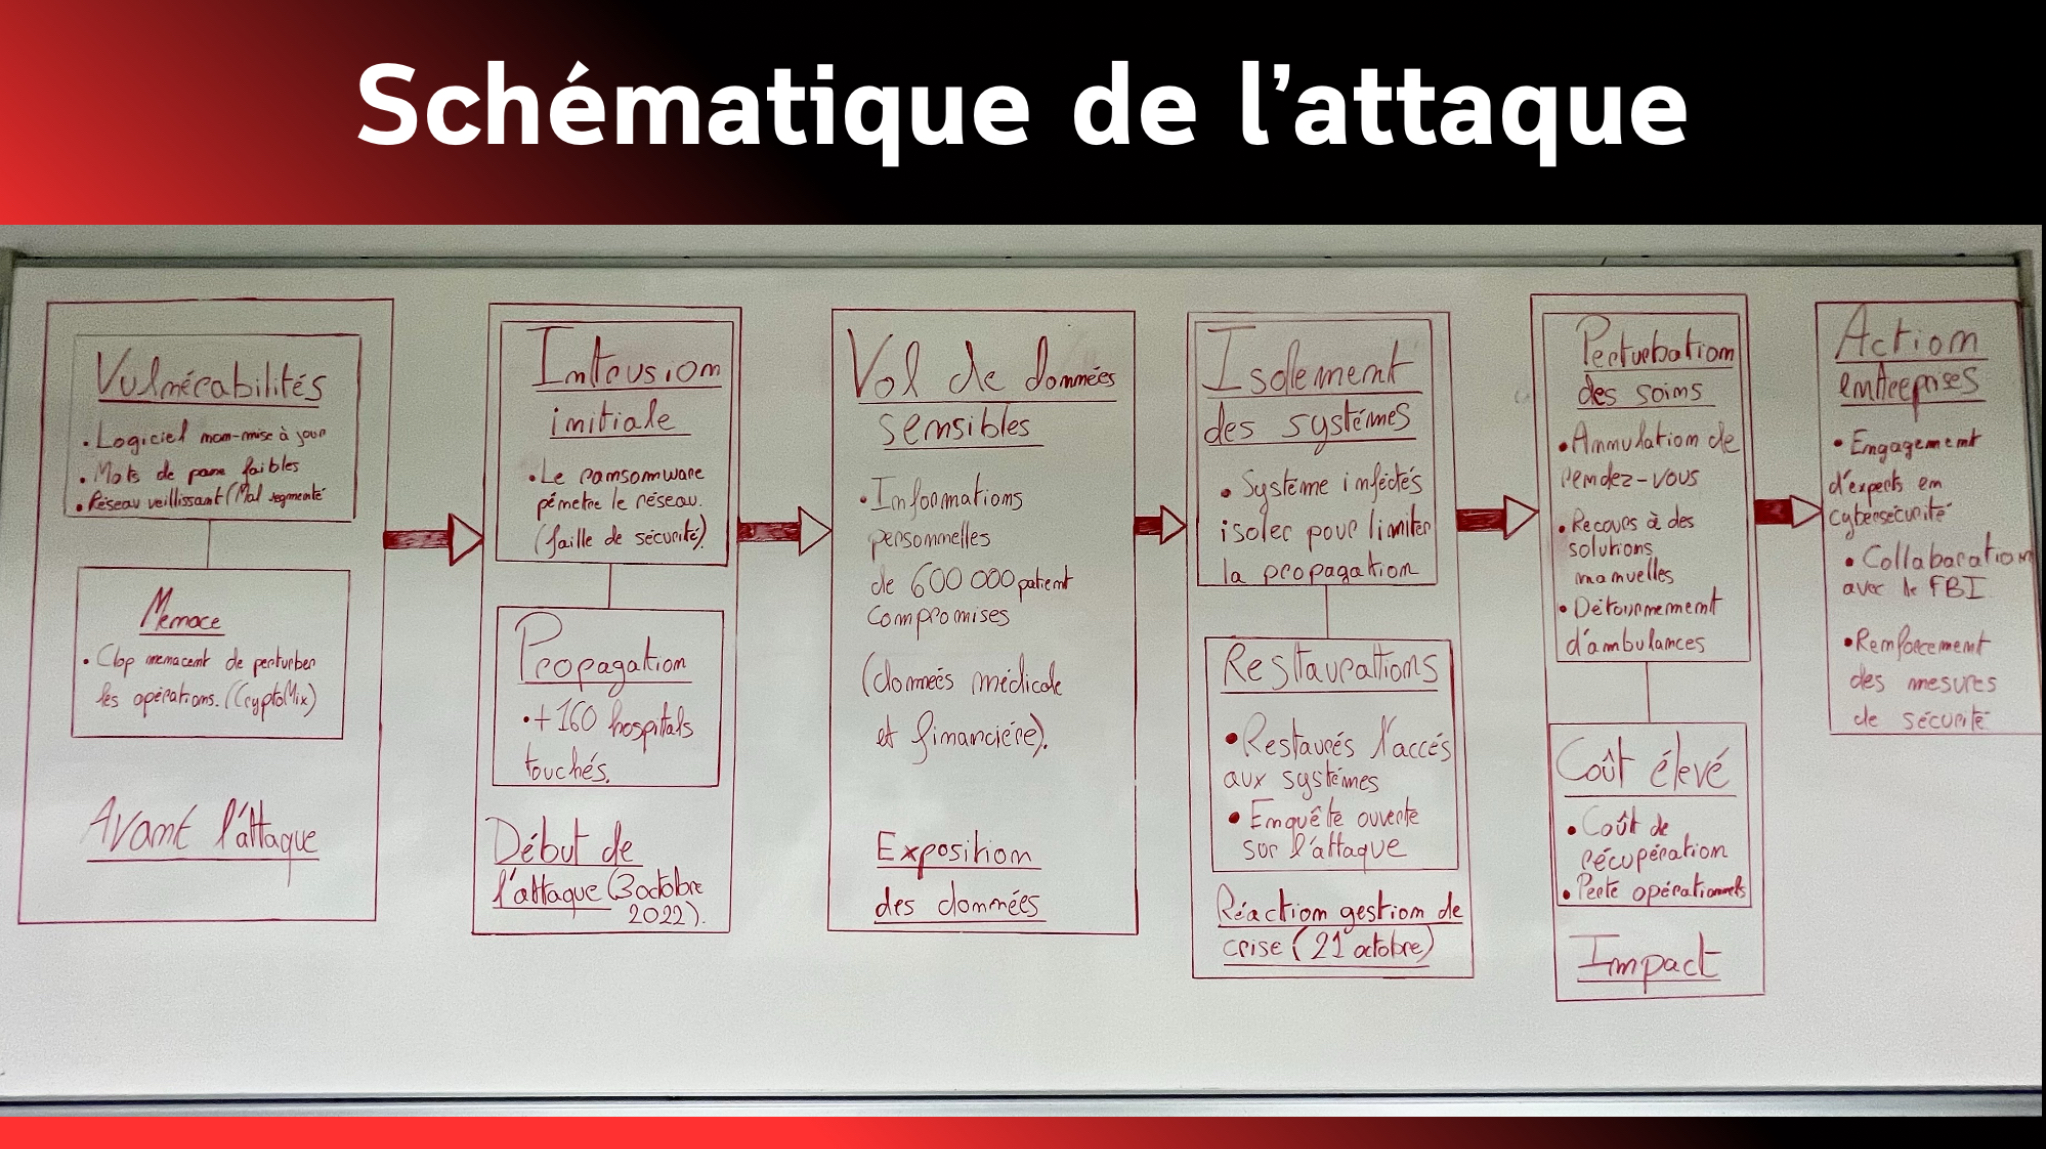 Schématique de l'attaque
Vulnérabilités
• Logiciel non-mise à jour
• Mots de passe faibles
• Réseau veillissant (Mal segmenté
Menace
• Clop menacent de perturber
les opérations. (CryptoMix)
Avant l'attaque
Intrusion
initiale
• Le ransomware
pénetre le réseau.
(faille de sécurité).
Propagation
• +160 hospitals
touchés.
Début de
l'attaque (3 octobre
2022).
Vol de données
sensibles
• Informations
personnelles
de 600 000 patient
compromises
(données médicale
et financiére).
Exposition
des données
Isolement
des systémes
• Système inféctés
isoler pour limiter
la propagation
Restaurations
• Restaurés l'accés
aux systémes
• Enquête ouverte
sur l'attaque
Réaction gestion de
crise (21 octobre)
Perturbation
des soins
• Annulation de
rendez-vous
• Recours à des
solutions
manuelles
• Détournement
d'ambulances
Coût élevé
• Coût de
récupération
• Perte opérationnels
Impact
Action
entreprises
• Engagement
d'experts en
cybersécurité
• Collaboration
avec le FBI
• Renforcement
des mesures
de sécurité